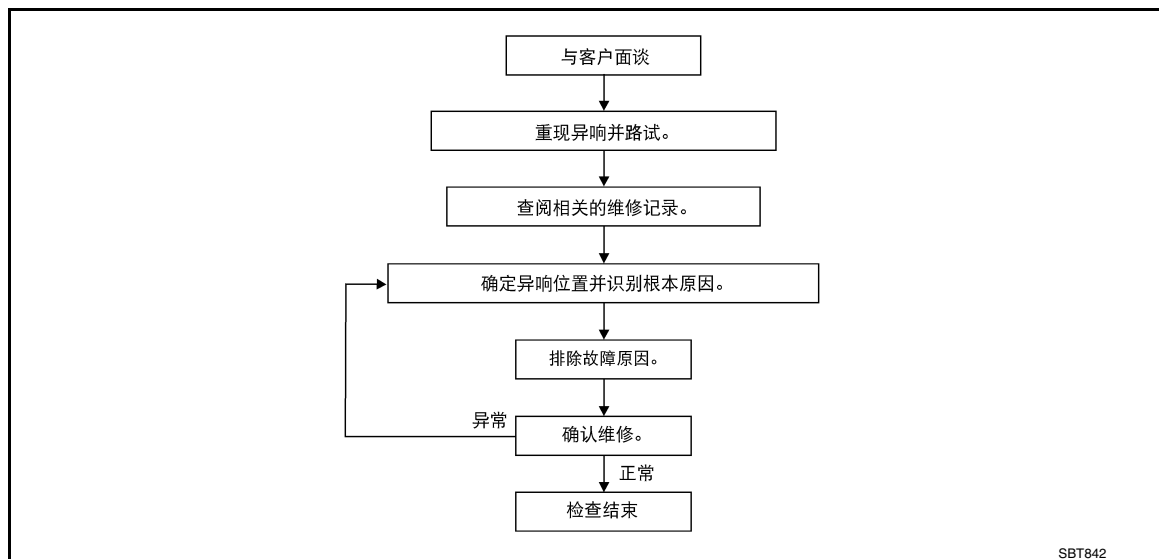 与客户面谈
重现异响并路试。
查阅相关的维修记录。
确定异响位置并识别根本原因。
排除故障原因。
异常
确认维修。
正常
检查结束
SBT842